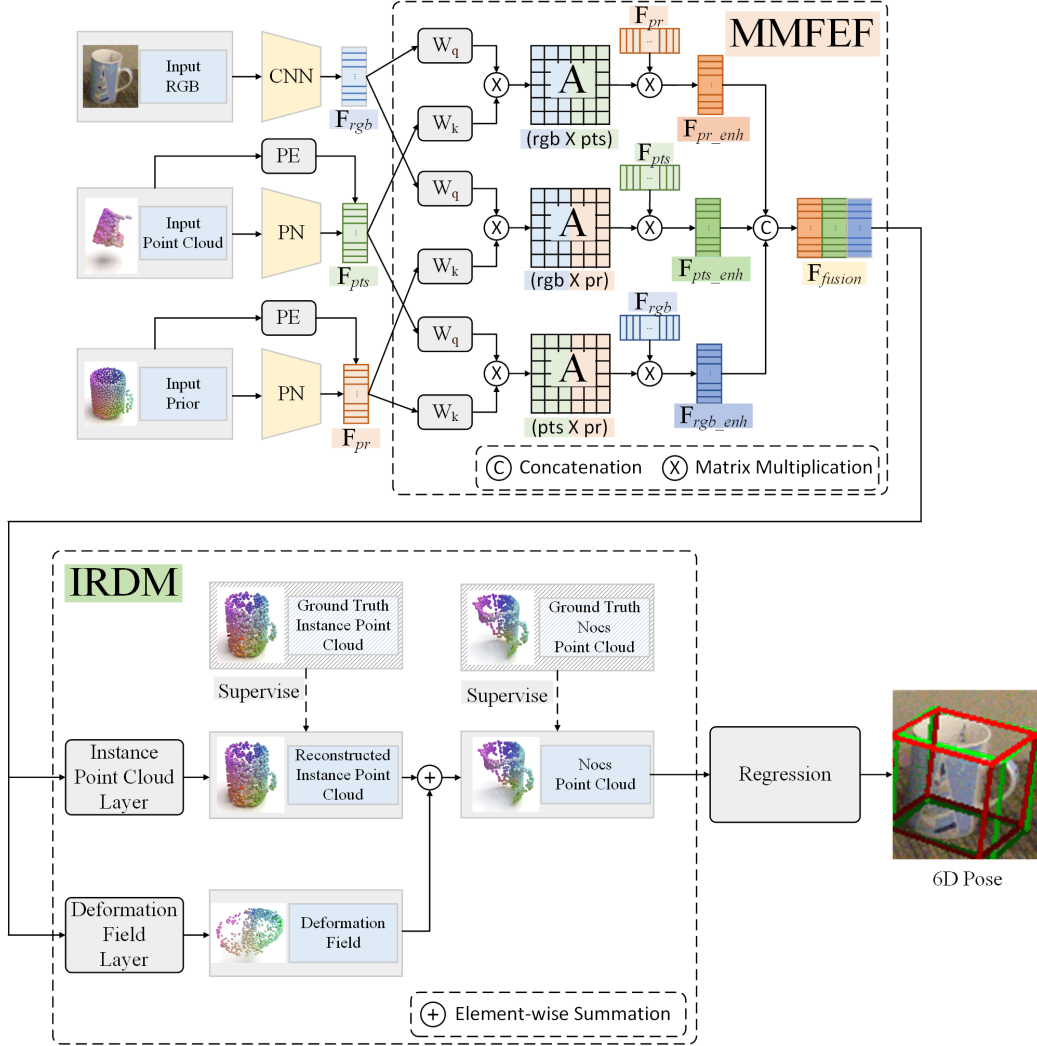 MMFEF
Input
RGB
CNN
F_rgb
W_q
X
A
(rgb X pts)
F_pr
...
X
F_pr_enh
W_k
PE
Input
Point Cloud
PN
F_pts
W_q
X
A
(rgb X pr)
F_pts
...
X
F_pts_enh
C
F_fusion
W_k
PE
Input
Prior
PN
F_pr
W_q
X
A
(pts X pr)
F_rgb
...
X
F_rgb_enh
W_k
C Concatenation X Matrix Multiplication
IRDM
Ground Truth
Instance Point
Cloud
Ground Truth
Nocs
Point Cloud
Supervise
Supervise
Instance
Point Cloud
Layer
Reconstructed
Instance Point
Cloud
+
Nocs
Point Cloud
Regression
6D Pose
Deformation
Field
Layer
Deformation
Field
+ Element-wise Summation